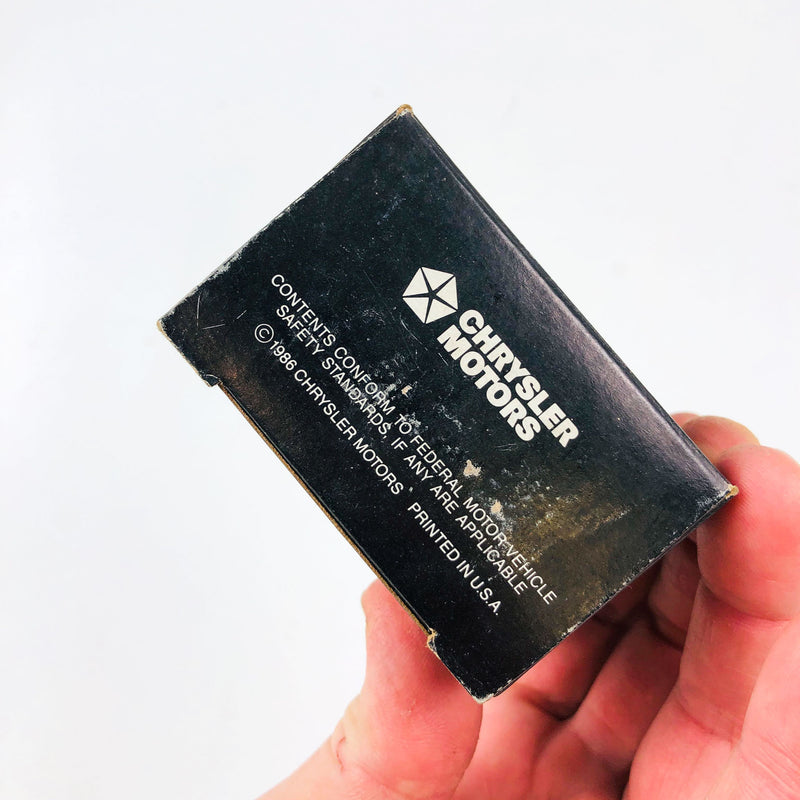 CHRYSLER
MOTORS
CONTENTS CONFORM TO FEDERAL MOTOR VEHICLE
SAFETY STANDARDS, IF ANY ARE APPLICABLE
© 1986 CHRYSLER MOTORS PRINTED IN U.S.A.